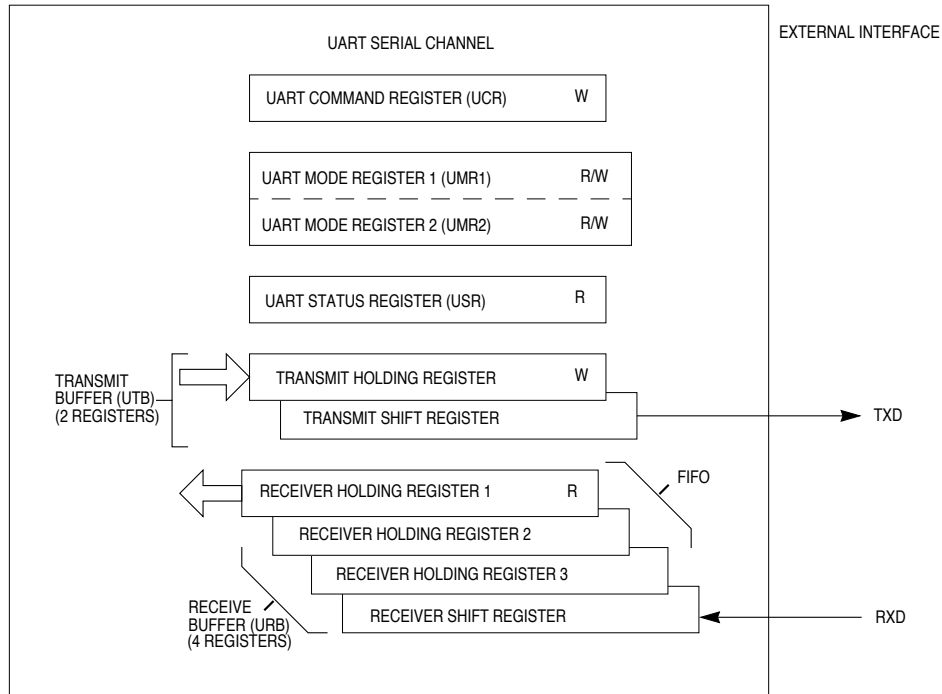 EXTERNAL INTERFACE
UART SERIAL CHANNEL
UART COMMAND REGISTER (UCR) W
UART MODE REGISTER 1 (UMR1) R/W
UART MODE REGISTER 2 (UMR2) R/W
UART STATUS REGISTER (USR) R
TRANSMIT
BUFFER (UTB)
(2 REGISTERS)
TRANSMIT HOLDING REGISTER W
TRANSMIT SHIFT REGISTER
TXD
RECEIVER HOLDING REGISTER 1 R
FIFO
RECEIVER HOLDING REGISTER 2
RECEIVER HOLDING REGISTER 3
RECEIVER SHIFT REGISTER
RXD
RECEIVE
BUFFER (URB)
(4 REGISTERS)